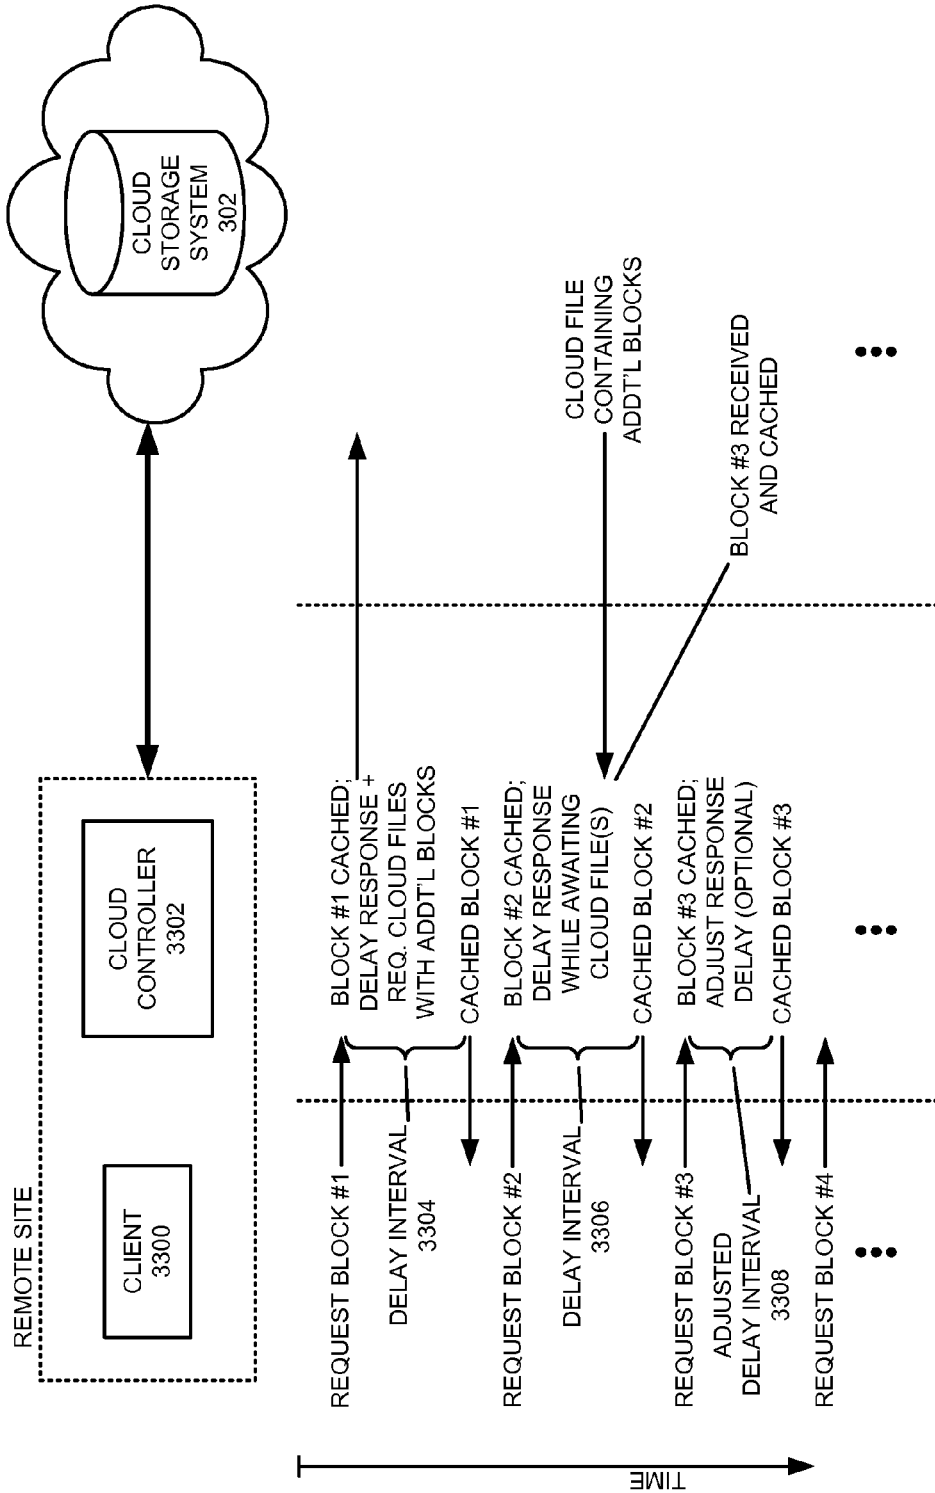 REMOTE SITE
CLIENT
3300
CLOUD
CONTROLLER
3302
CLOUD
STORAGE
SYSTEM
302
TIME
REQUEST BLOCK #1
BLOCK #1 CACHED;
DELAY RESPONSE +
REQ. CLOUD FILES
WITH ADDT'L BLOCKS
DELAY INTERVAL
3304
CACHED BLOCK #1
REQUEST BLOCK #2
BLOCK #2 CACHED;
DELAY RESPONSE
WHILE AWAITING
CLOUD FILE(S)
DELAY INTERVAL
3306
CLOUD FILE
CONTAINING
ADDT'L BLOCKS
CACHED BLOCK #2
BLOCK #3 RECEIVED
AND CACHED
REQUEST BLOCK #3
BLOCK #3 CACHED;
ADJUST RESPONSE
DELAY (OPTIONAL)
ADJUSTED
DELAY INTERVAL
3308
CACHED BLOCK #3
REQUEST BLOCK #4